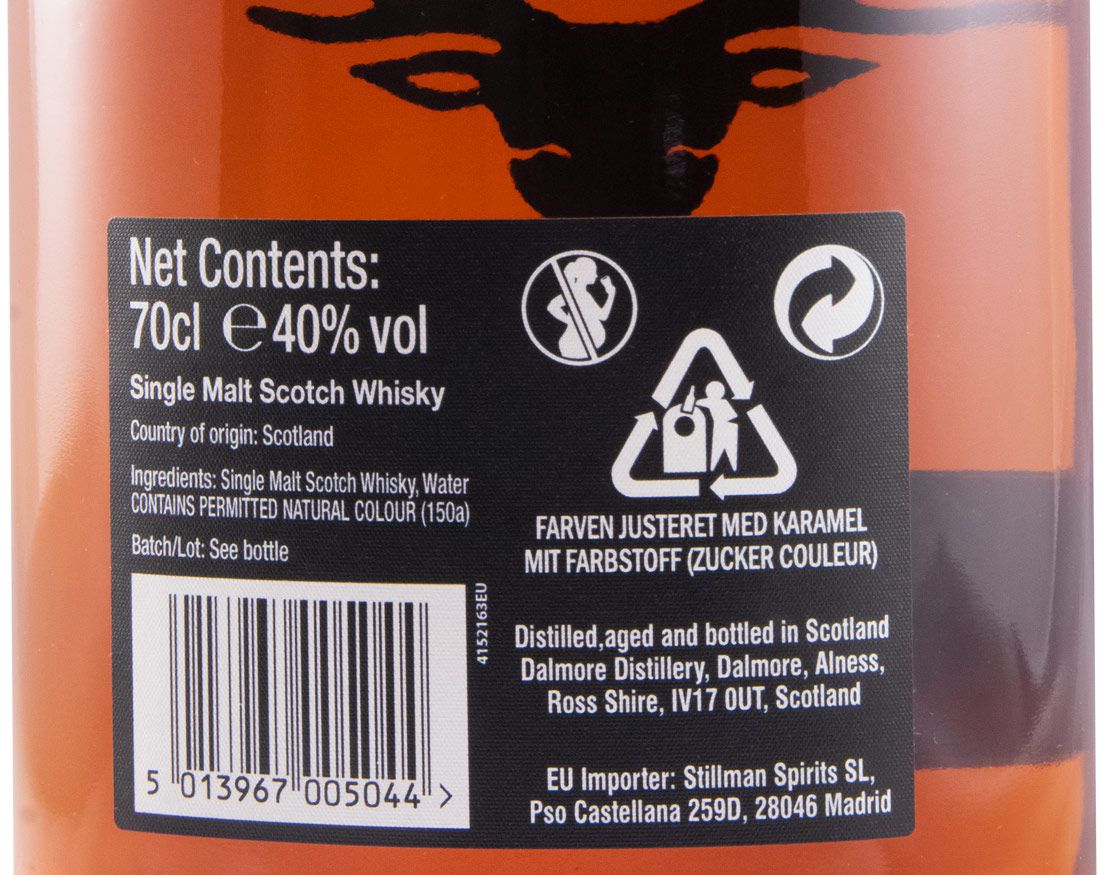 Net Contents:
70cl ℮ 40% vol
Single Malt Scotch Whisky
Country of origin: Scotland
Ingredients: Single Malt Scotch Whisky, Water
CONTAINS PERMITTED NATURAL COLOUR (150a)
Batch/Lot: See bottle
5 013967 005044 >
4152163EU
FARVEN JUSTERET MED KARAMEL
MIT FARBSTOFF (ZUCKER COULEUR)
Distilled,aged and bottled in Scotland
Dalmore Distillery, Dalmore, Alness,
Ross Shire, IV17 0UT, Scotland
EU Importer: Stillman Spirits SL,
Pso Castellana 259D, 28046 Madrid